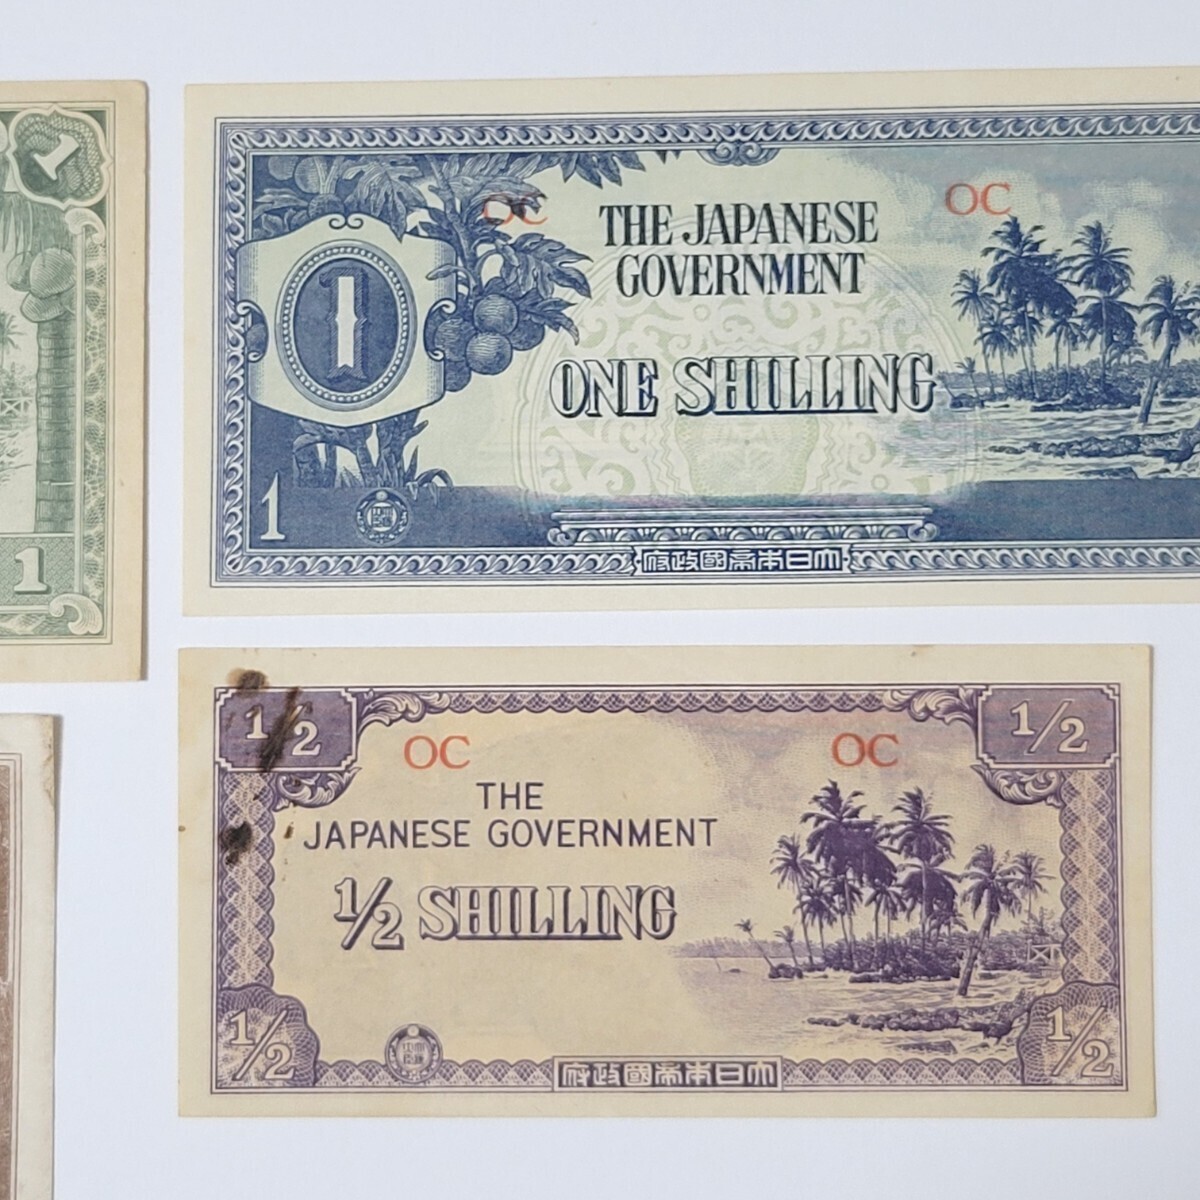 1
1
OC OC
THE JAPANESE
GOVERNMENT
1
ONE SHILLING
1
府政國帝本日大
1/2 1/2
OC OC
THE
JAPANESE GOVERNMENT
1/2 SHILLING
1/2 1/2
府政國帝本日大